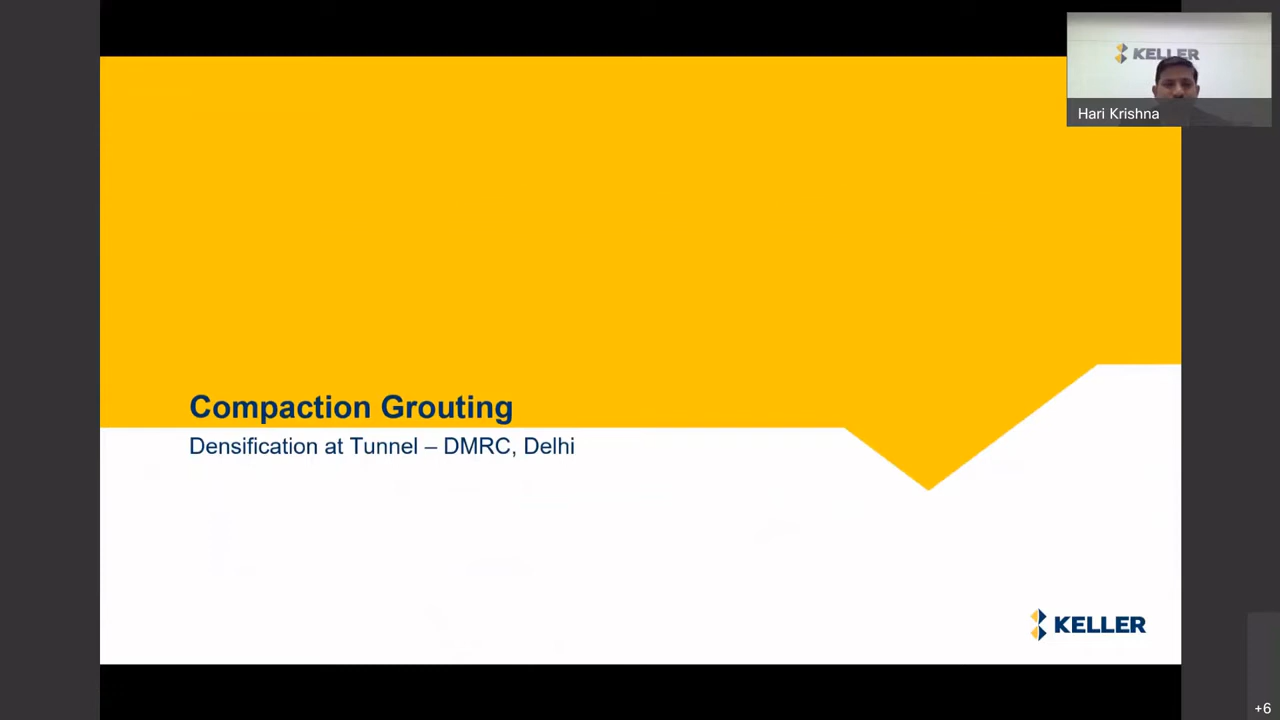 KELLER
Hari Krishna
Compaction Grouting
Densification at Tunnel – DMRC, Delhi
KELLER
+6